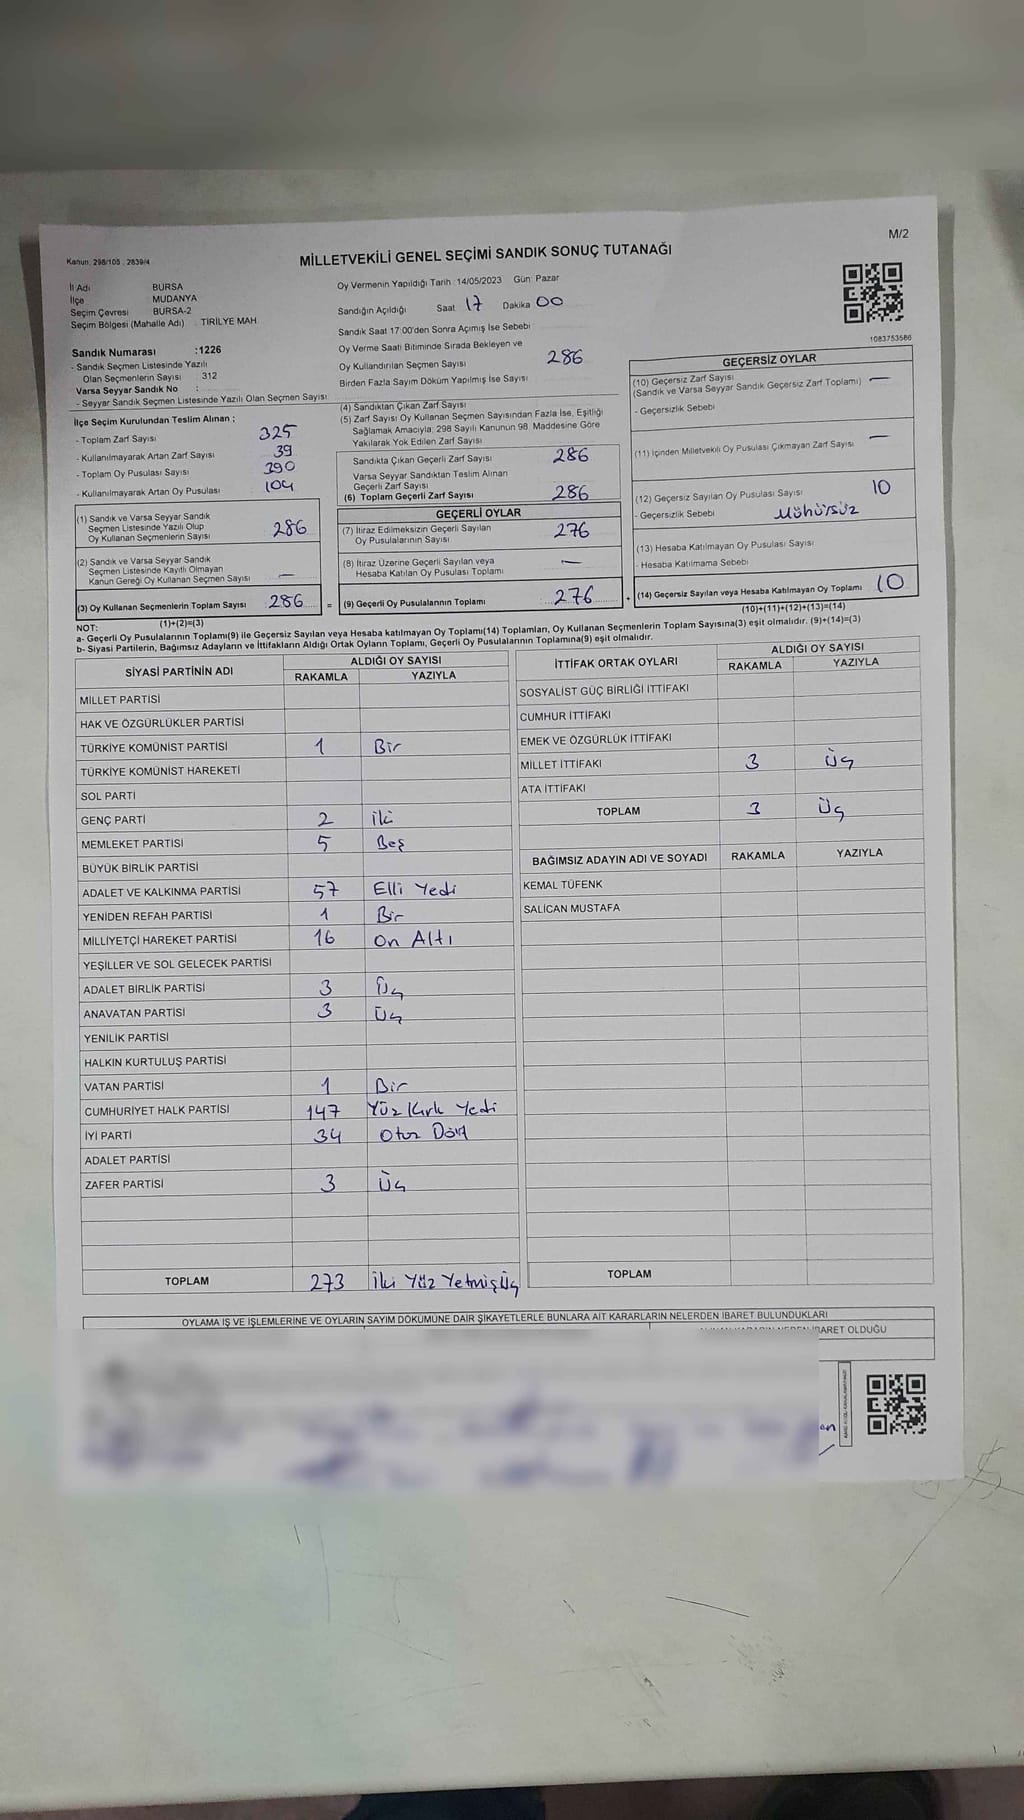 M/2
Kanun: 298/105 , 2839/4
MİLLETVEKİLİ GENEL SEÇİMİ SANDIK SONUÇ TUTANAĞI
İl Adı BURSA
İlçe MUDANYA
Seçim Çevresi BURSA-2
Seçim Bölgesi (Mahalle Adı) : TİRİLYE MAH
Sandık Numarası :1226
- Sandık Seçmen Listesinde Yazılı
Olan Seçmenlerin Sayısı : 312
Varsa Seyyar Sandık No :
- Seyyar Sandık Seçmen Listesinde Yazılı Olan Seçmen Sayısı:
Oy Vermenin Yapıldığı Tarih :14/05/2023 Gün: Pazar
Sandığın Açıldığı Saat 17 Dakika 00
Sandık Saat 17:00'den Sonra Açımış İse Sebebi
Oy Verme Saati Bitiminde Sırada Bekleyen ve
Oy Kullandırılan Seçmen Sayısı 286
Birden Fazla Sayım Döküm Yapılmış İse Sayısı
1083753586
İlçe Seçim Kurulundan Teslim Alınan ;
- Toplam Zarf Sayısı 325
- Kullanılmayarak Artan Zarf Sayısı 39
- Toplam Oy Pusulası Sayısı 390
- Kullanılmayarak Artan Oy Pusulası 104
(4) Sandıktan Çıkan Zarf Sayısı
(5) Zarf Sayısı Oy Kullanan Seçmen Sayısından Fazla İse, Eşitliği
Sağlamak Amacıyla; 298 Sayılı Kanunun 98. Maddesine Göre
Yakılarak Yok Edilen Zarf Sayısı
Sandıkta Çıkan Geçerli Zarf Sayısı 286
Varsa Seyyar Sandıktan Teslim Alınan
Geçerli Zarf Sayısı
(6) Toplam Geçerli Zarf Sayısı 286
GEÇERSİZ OYLAR
(10) Geçersiz Zarf Sayısı —
(Sandık ve Varsa Seyyar Sandık Geçersiz Zarf Toplamı)
- Geçersizlik Sebebi
(11) İçinden Milletvekili Oy Pusulası Çıkmayan Zarf Sayısı —
(12) Geçersiz Sayılan Oy Pusulası Sayısı 10
- Geçersizlik Sebebi Mühürsüz
(13) Hesaba Katılmayan Oy Pusulası Sayısı
- Hesaba Katılmama Sebebi
(14) Geçersiz Sayılan veya Hesaba Katılmayan Oy Toplamı 10
(10)+(11)+(12)+(13)=(14)
(1) Sandık ve Varsa Seyyar Sandık
Seçmen Listesinde Yazılı Olup
Oy Kullanan Seçmenlerin Sayısı 286
(2) Sandık ve Varsa Seyyar Sandık
Seçmen Listesinde Kayıtlı Olmayan
Kanun Gereği Oy Kullanan Seçmen Sayısı —
(3) Oy Kullanan Seçmenlerin Toplam Sayısı 286 =
(1)+(2)=(3)
GEÇERLİ OYLAR
(7) İtiraz Edilmeksizin Geçerli Sayılan
Oy Pusulalarının Sayısı 276
(8) İtiraz Üzerine Geçerli Sayılan veya
Hesaba Katılan Oy Pusulası Toplamı —
(9) Geçerli Oy Pusulalarının Toplamı 276 +
NOT:
a- Geçerli Oy Pusulalarının Toplamı(9) ile Geçersiz Sayılan veya Hesaba katılmayan Oy Toplamı(14) Toplamları, Oy Kullanan Seçmenlerin Toplam Sayısına(3) eşit olmalıdır. (9)+(14)=(3)
b- Siyasi Partilerin, Bağımsız Adayların ve İttifakların Aldığı Ortak Oyların Toplamı, Geçerli Oy Pusulalarının Toplamına(9) eşit olmalıdır.
SİYASİ PARTİNİN ADI ALDIĞI OY SAYISI
RAKAMLA YAZIYLA
MİLLET PARTİSİ
HAK VE ÖZGÜRLÜKLER PARTİSİ
TÜRKİYE KOMÜNİST PARTİSİ 1 Bir
TÜRKİYE KOMÜNİST HAREKETİ
SOL PARTİ
GENÇ PARTİ 2 iki
MEMLEKET PARTİSİ 5 Beş
BÜYÜK BİRLİK PARTİSİ
ADALET VE KALKINMA PARTİSİ 57 Elli Yedi
YENİDEN REFAH PARTİSİ 1 Bir
MİLLİYETÇİ HAREKET PARTİSİ 16 On Altı
YEŞİLLER VE SOL GELECEK PARTİSİ
ADALET BİRLİK PARTİSİ 3 Üç
ANAVATAN PARTİSİ 3 Üç
YENİLİK PARTİSİ
HALKIN KURTULUŞ PARTİSİ
VATAN PARTİSİ 1 Bir
CUMHURİYET HALK PARTİSİ 147 Yüz Kırk Yedi
İYİ PARTİ 34 Otuz Dört
ADALET PARTİSİ
ZAFER PARTİSİ 3 Üç
TOPLAM 273 İki Yüz Yetmiş Üç
İTTİFAK ORTAK OYLARI ALDIĞI OY SAYISI
RAKAMLA YAZIYLA
SOSYALİST GÜÇ BİRLİĞİ İTTİFAKI
CUMHUR İTTİFAKI
EMEK VE ÖZGÜRLÜK İTTİFAKI
MİLLET İTTİFAKI 3 Üç
ATA İTTİFAKI
TOPLAM 3 Üç
BAĞIMSIZ ADAYIN ADI VE SOYADI RAKAMLA YAZIYLA
KEMAL TÜFENK
SALİCAN MUSTAFA
TOPLAM
OYLAMA İŞ VE İŞLEMLERİNE VE OYLARIN SAYIM DÖKÜMÜNE DAİR ŞİKAYETLERLE BUNLARA AİT KARARLARIN NELERDEN İBARET BULUNDUKLARI
İBARET OLDUĞU